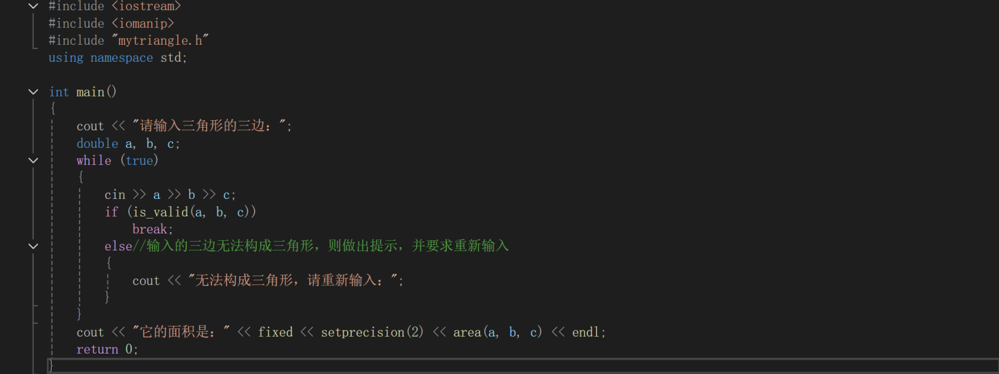 #include <iostream>
#include <iomanip>
#include "mytriangle.h"
using namespace std;
int main()
{
cout << "请输入三角形的三边：";
double a, b, c;
while (true)
{
cin >> a >> b >> c;
if (is_valid(a, b, c))
break;
else//输入的三边无法构成三角形，则做出提示，并要求重新输入
{
cout << "无法构成三角形，请重新输入：";
}
}
cout << "它的面积是：" << fixed << setprecision(2) << area(a, b, c) << endl;
return 0;
}